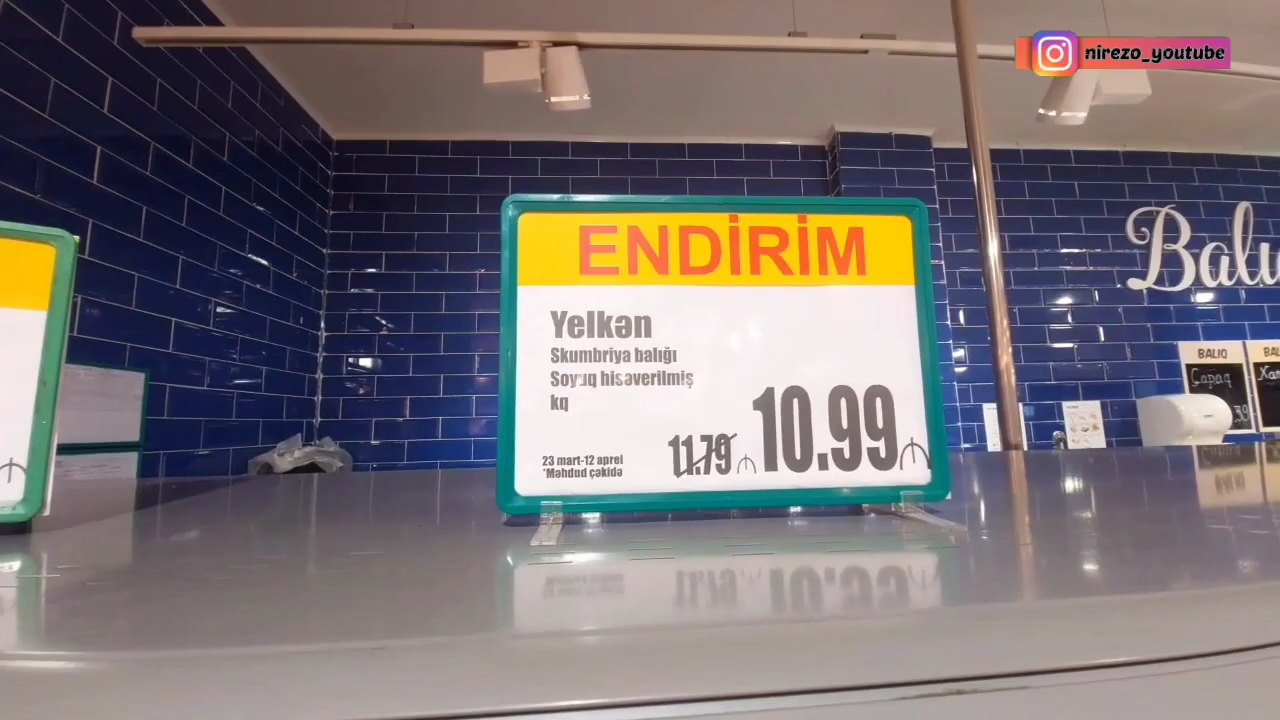 nirezo_youtube
ENDİRİM
Yelkən
Skumbriya balığı
Soyuq hisəverilmiş
kq
11.79 ₼ 10.99 ₼
23 mart-12 aprel
*Məhdud çəkidə
BALIQ
Çapaq